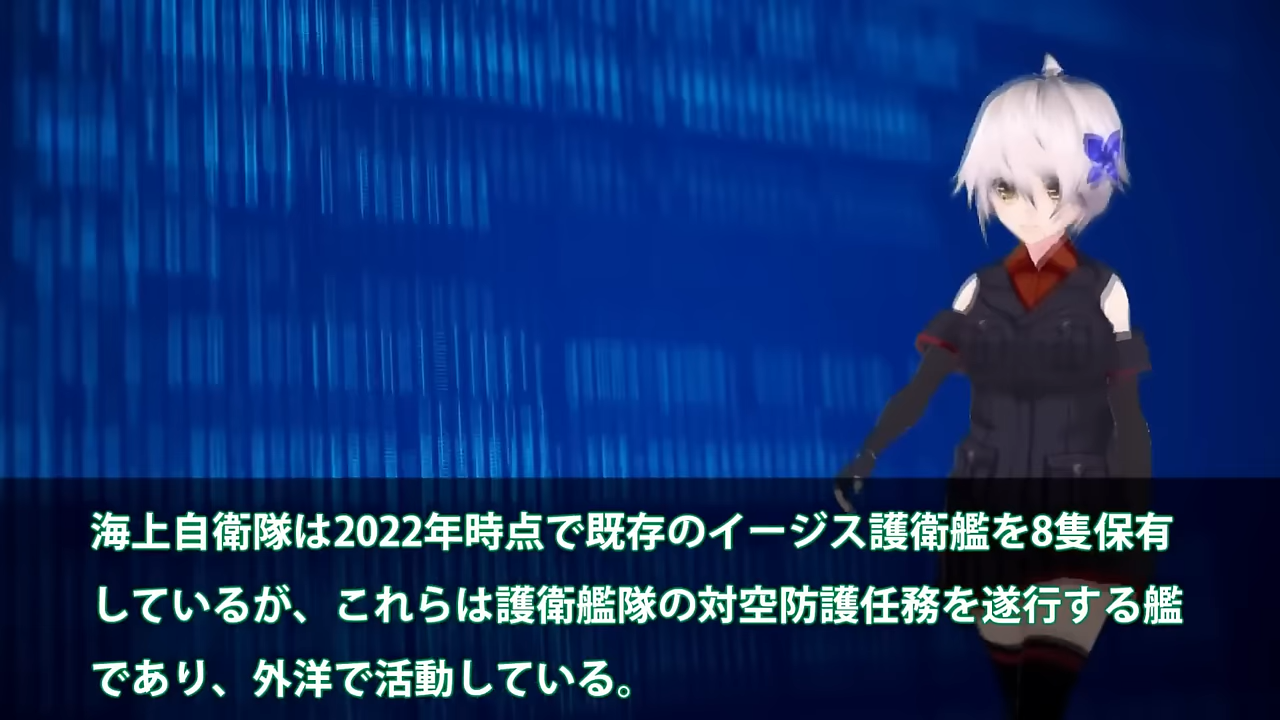 海上自衛隊は2022年時点で既存のイージス護衛艦を8隻保有
しているが、これらは護衛艦隊の対空防護任務を遂行する艦
であり、外洋で活動している。